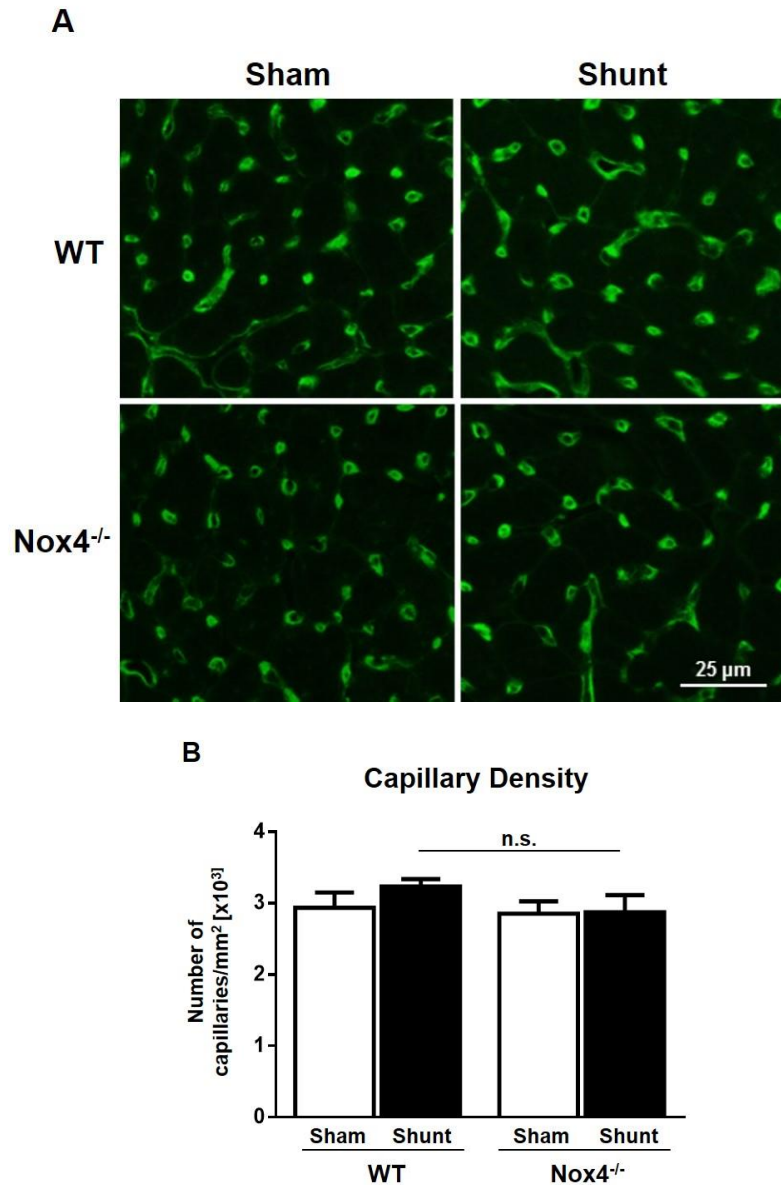 A
Sham Shunt
WT
Nox4⁻/⁻
25 µm
B
Capillary Density
n.s.
Number of
capillaries/mm² [x10³]
4
3
2
1
0
Sham Shunt Sham Shunt
WT Nox4⁻/⁻